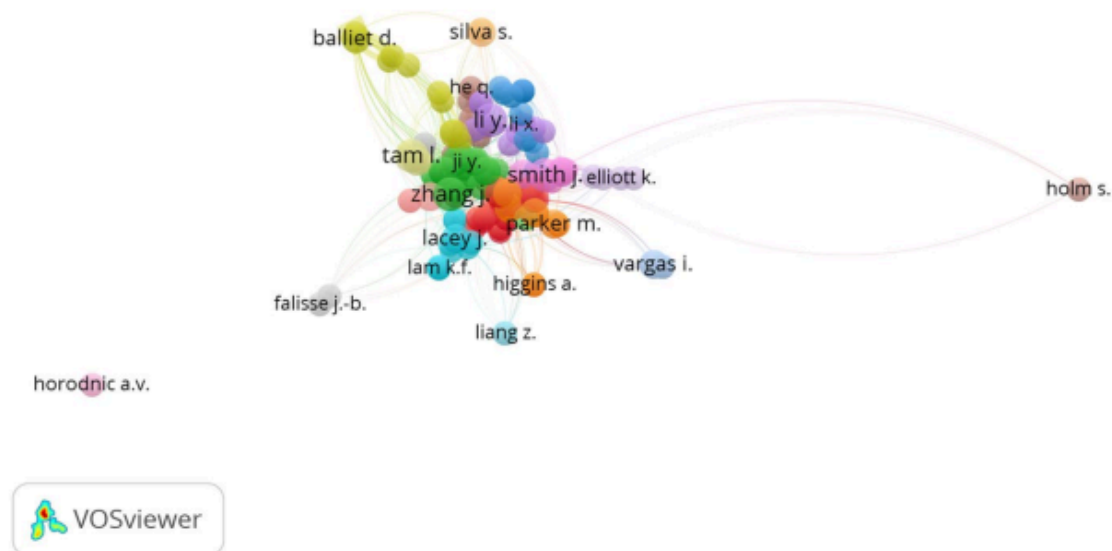 balliet d.
silva s.
he q.
li y.
li x.
tam l.
ji y.
smith j.
elliott k.
holm s.
zhang j.
parker m.
lacey j.
lam k.f.
vargas i.
higgins a.
falisse j.-b.
liang z.
horodnic a.v.
VOSviewer